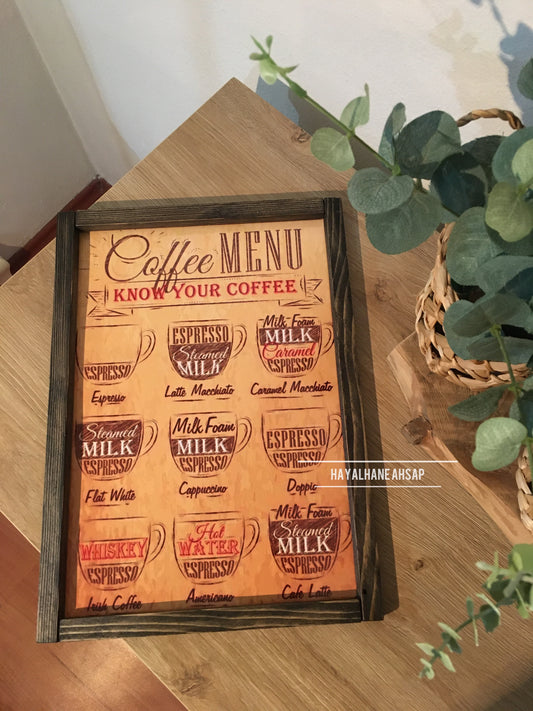 Coffee MENU
KNOW YOUR COFFEE
ESPRESSO
Espresso
ESPRESSO
Steamed
MILK
Latte Macchiato
Milk Foam
MILK
Caramel
ESPRESSO
Caramel Macchiato
Steamed
MILK
ESPRESSO
Flat White
Milk Foam
MILK
ESPRESSO
Cappuccino
ESPRESSO
ESPRESSO
Doppio
HAYALHANE AHŞAP
WHISKEY
ESPRESSO
Irish Coffee
Hot
WATER
ESPRESSO
Americano
Milk Foam
Steamed
MILK
ESPRESSO
Cafe Latte